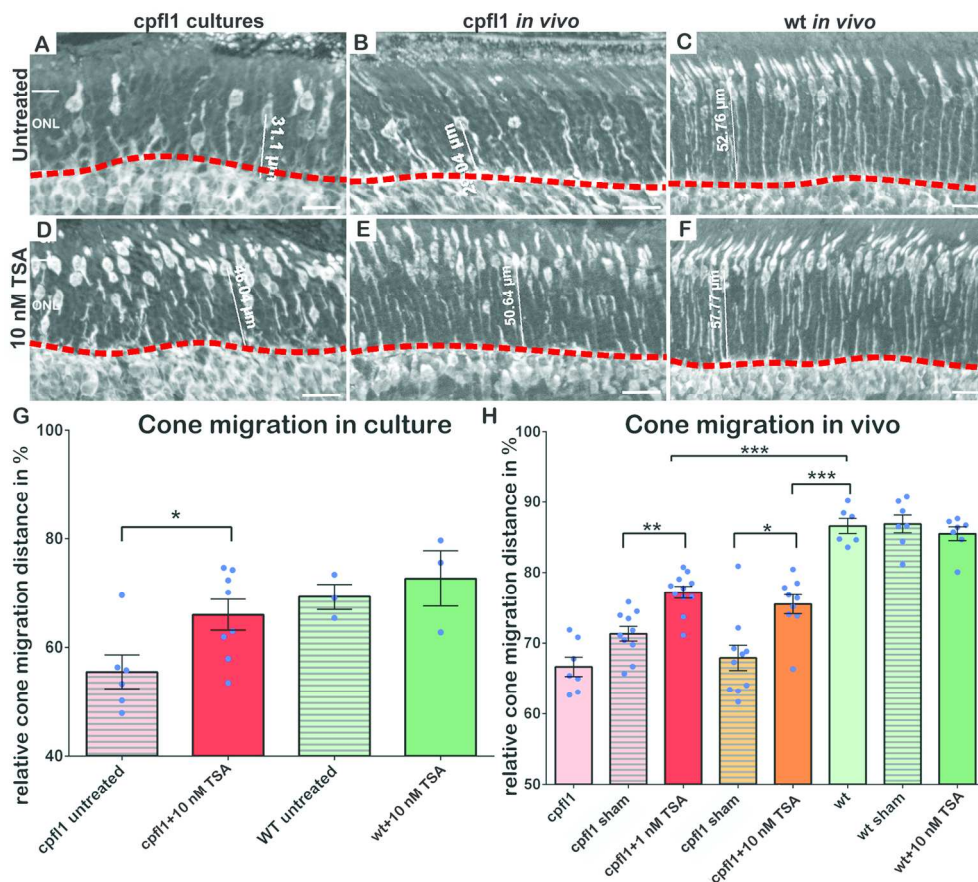 cpfl1 cultures
cpfl1 in vivo
wt in vivo
Untreated
A
B
C
ONL
31.1 µm
52.76 µm
10 nM TSA
D
E
F
ONL
50.64 µm
57.77 µm
G
Cone migration in culture
relative cone migration distance in %
100
80
60
40
*
cpfl1 untreated
cpfl1+10 nM TSA
WT untreated
wt+10 nM TSA
H
Cone migration in vivo
relative cone migration distance in %
100
90
80
70
60
50
***
***
**
*
cpfl1
cpfl1 sham
cpfl1+1 nM TSA
cpfl1 sham
cpfl1+10 nM TSA
wt
wt sham
wt+10 nM TSA